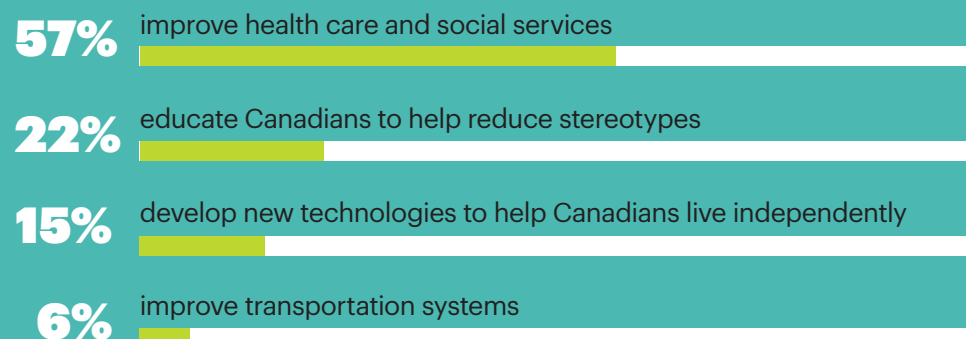 57% improve health care and social services
22% educate Canadians to help reduce stereotypes
15% develop new technologies to help Canadians live independently
6% improve transportation systems